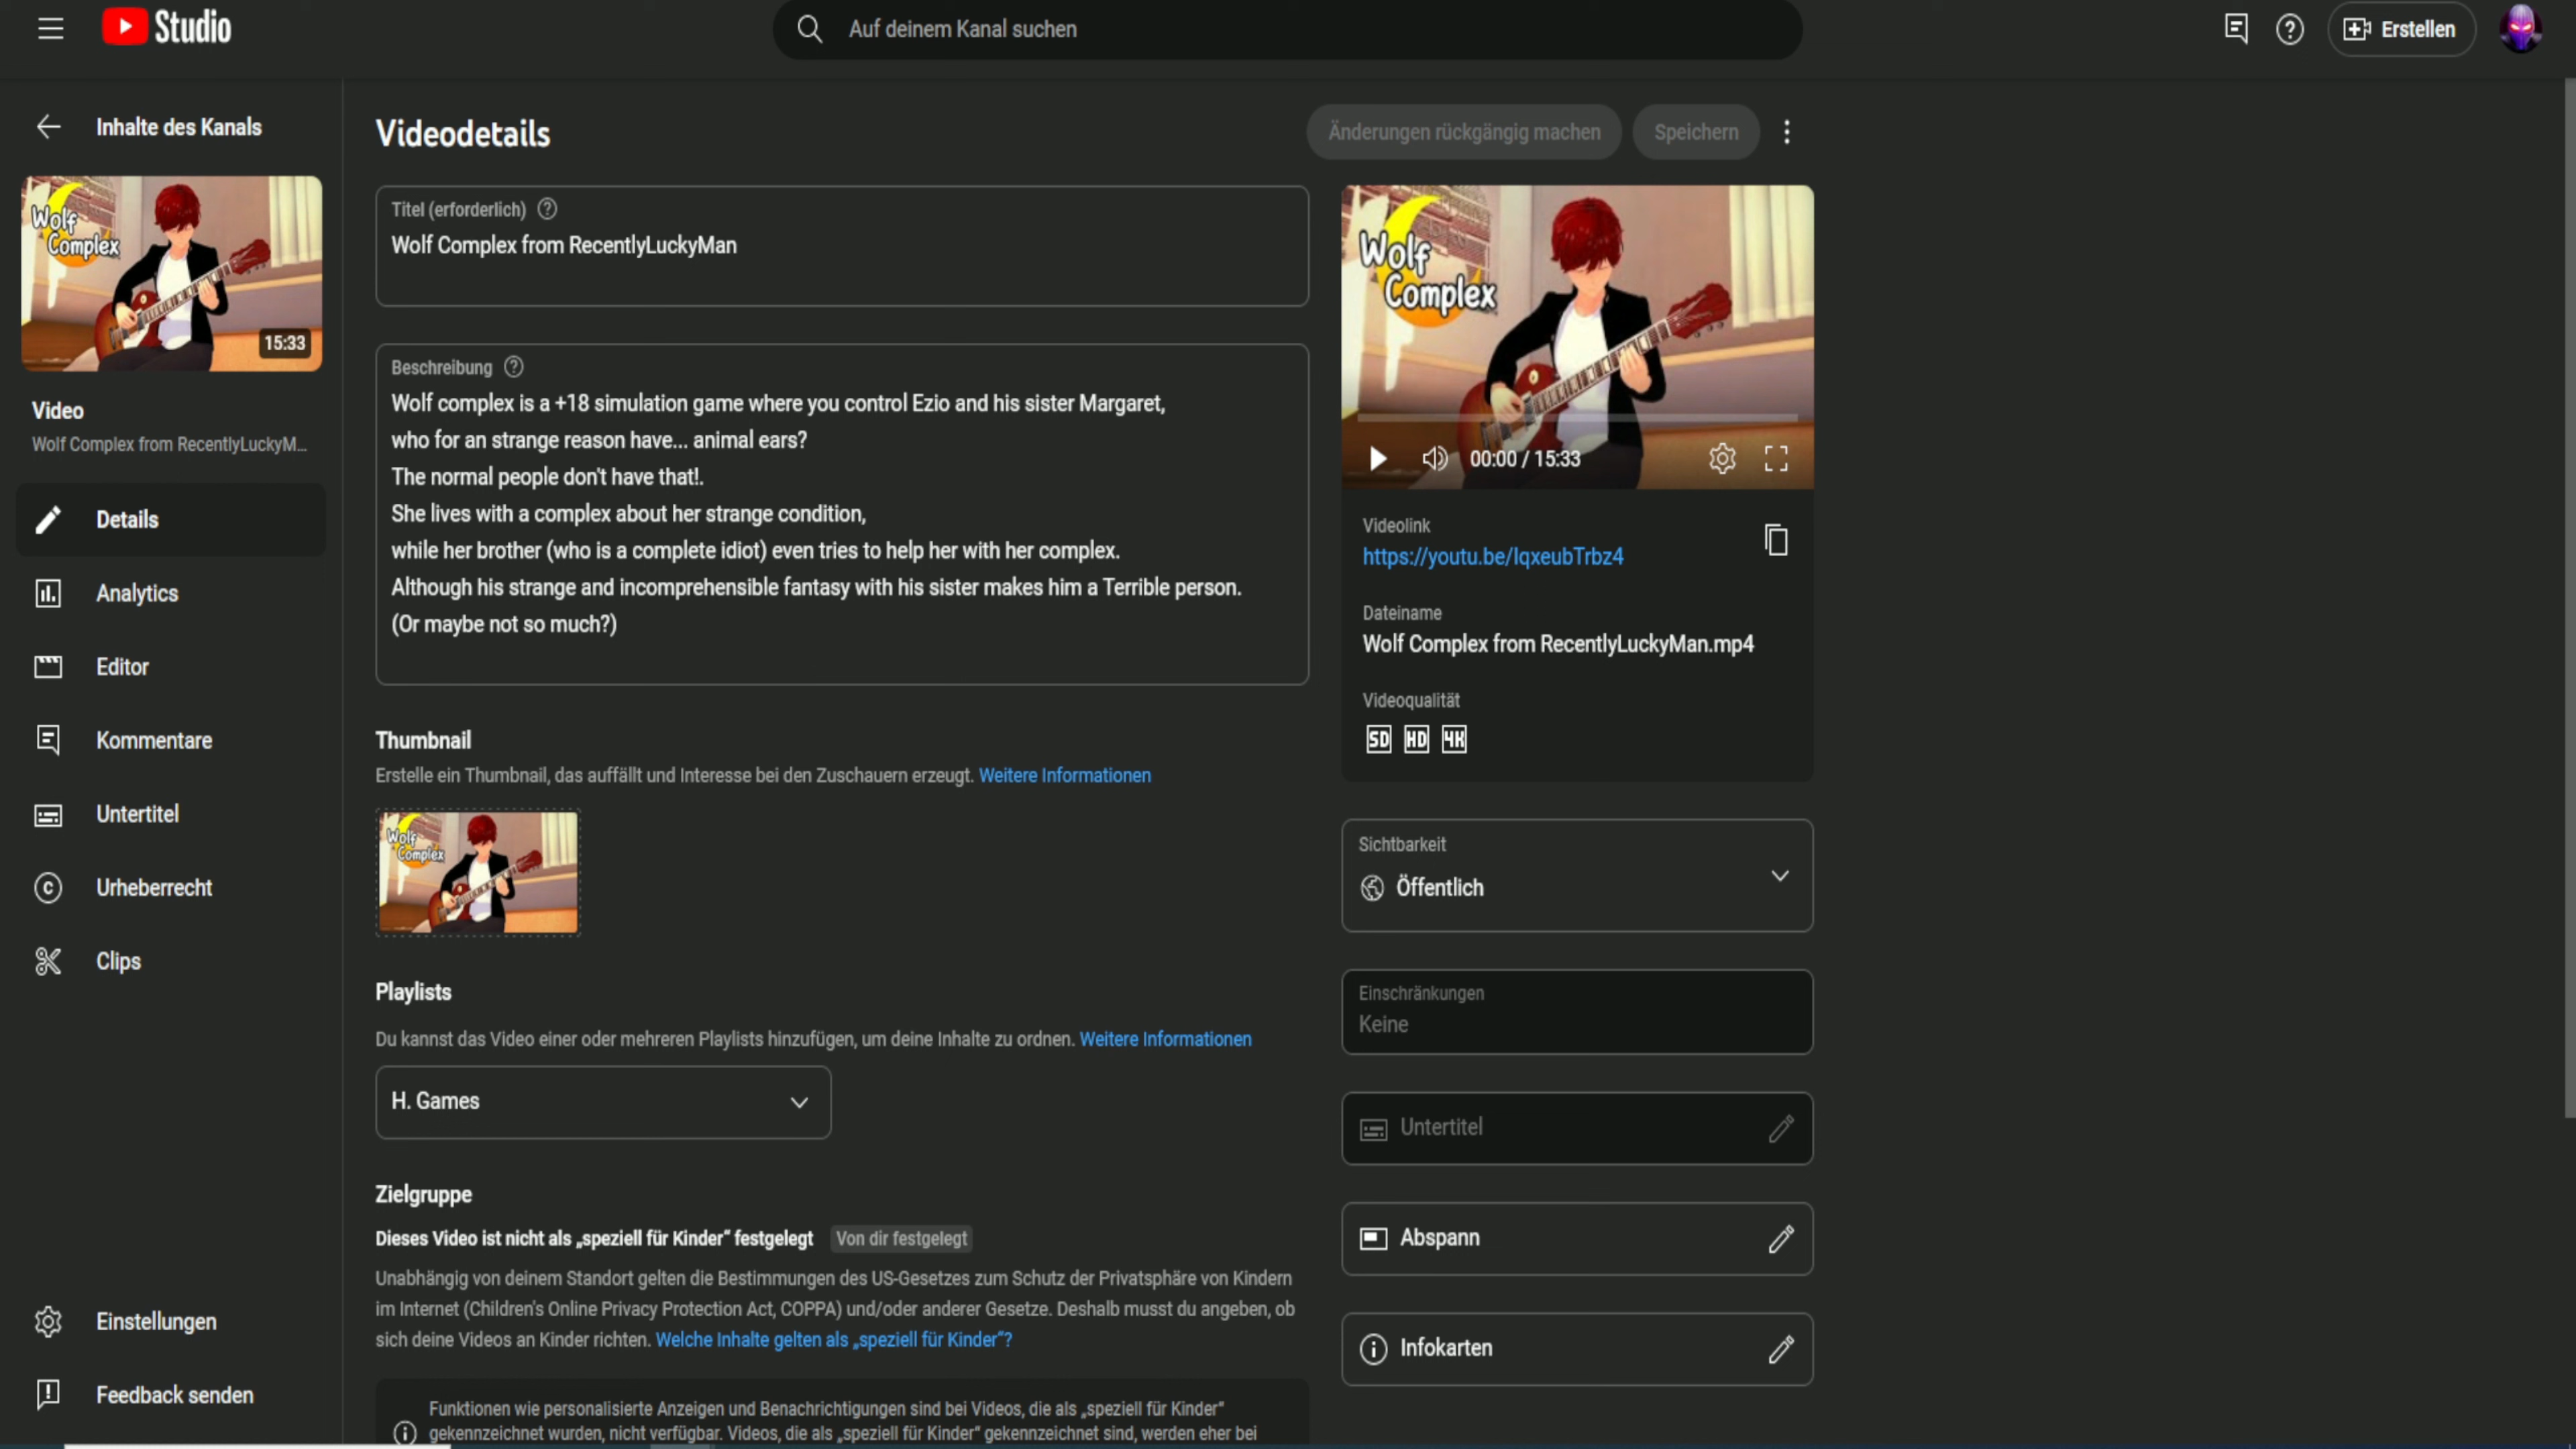 Studio
Auf deinem Kanal suchen
Erstellen
Inhalte des Kanals
Wolf
Complex
15:33
Video
Wolf Complex from RecentlyLuckyM...
Details
Analytics
Editor
Kommentare
Untertitel
Urheberrecht
Clips
Einstellungen
Feedback senden
Videodetails
Änderungen rückgängig machen
Speichern
Titel (erforderlich)
Wolf Complex from RecentlyLuckyMan
Beschreibung
Wolf complex is a +18 simulation game where you control Ezio and his sister Margaret,
who for an strange reason have... animal ears?
The normal people don't have that!.
She lives with a complex about her strange condition,
while her brother (who is a complete idiot) even tries to help her with her complex.
Although his strange and incomprehensible fantasy with his sister makes him a Terrible person.
(Or maybe not so much?)
Thumbnail
Erstelle ein Thumbnail, das auffällt und Interesse bei den Zuschauern erzeugt. Weitere Informationen
Wolf
Complex
Playlists
Du kannst das Video einer oder mehreren Playlists hinzufügen, um deine Inhalte zu ordnen. Weitere Informationen
H. Games
Zielgruppe
Dieses Video ist nicht als „speziell für Kinder“ festgelegt Von dir festgelegt
Unabhängig von deinem Standort gelten die Bestimmungen des US-Gesetzes zum Schutz der Privatsphäre von Kindern
im Internet (Children's Online Privacy Protection Act, COPPA) und/oder anderer Gesetze. Deshalb musst du angeben, ob
sich deine Videos an Kinder richten. Welche Inhalte gelten als „speziell für Kinder“?
Funktionen wie personalisierte Anzeigen und Benachrichtigungen sind bei Videos, die als „speziell für Kinder“
gekennzeichnet wurden, nicht verfügbar. Videos, die als „speziell für Kinder“ gekennzeichnet sind, werden eher bei
Wolf
Complex
00:00 / 15:33
Videolink
https://youtu.be/IqxeubTrbz4
Dateiname
Wolf Complex from RecentlyLuckyMan.mp4
Videoqualität
SD HD 4K
Sichtbarkeit
Öffentlich
Einschränkungen
Keine
Untertitel
Abspann
Infokarten